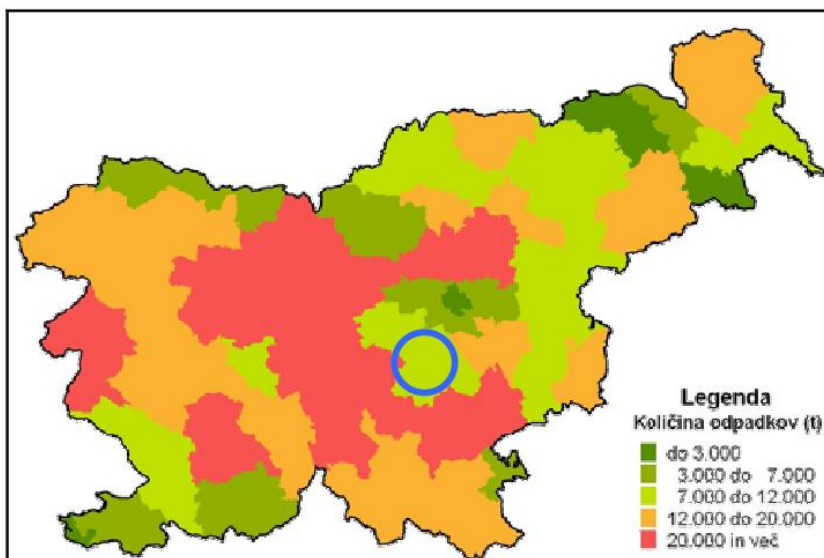 Legenda
Količina odpadkov (t)
do 3.000
3.000 do 7.000
7.000 do 12.000
12.000 do 20.000
20.000 in več